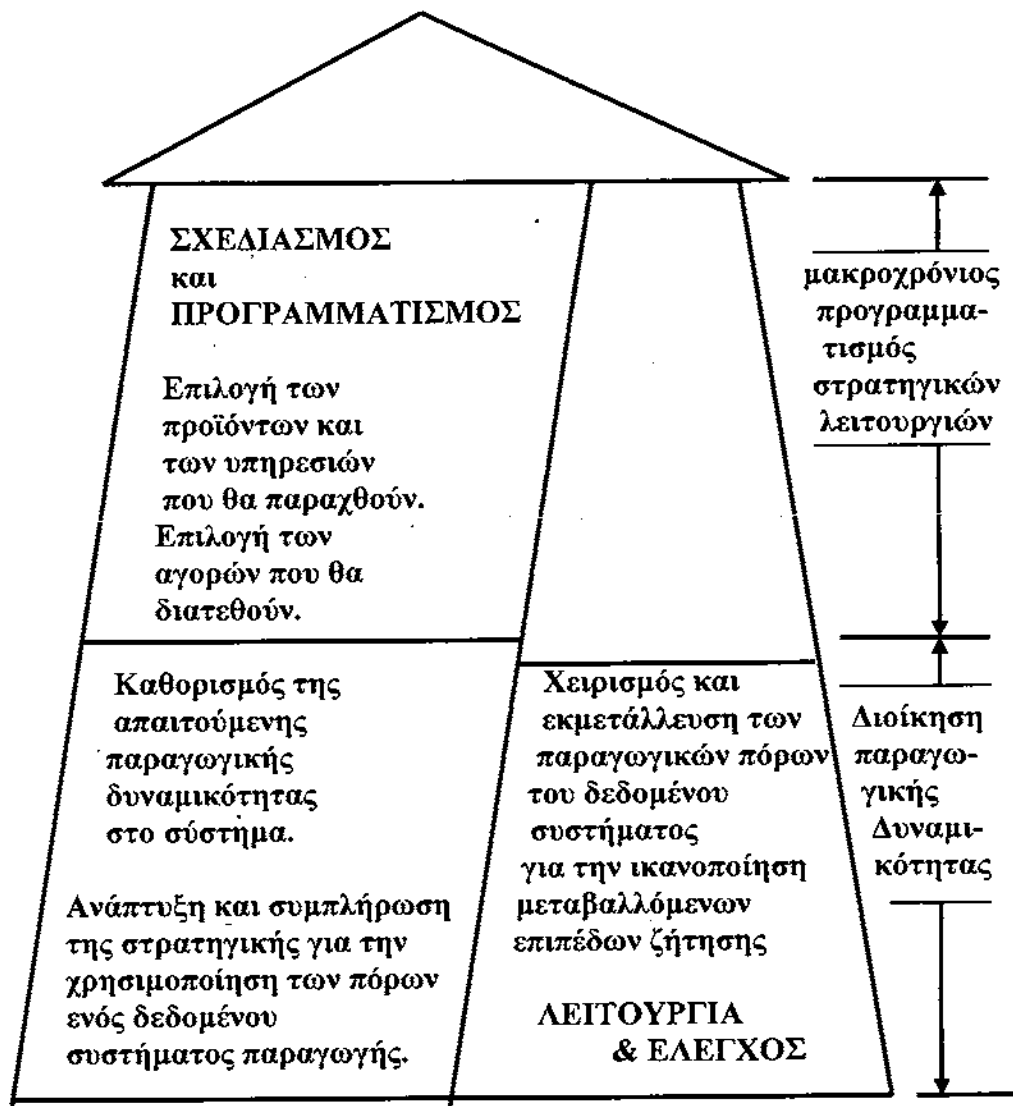 ΣΧΕΔΙΑΣΜΟΣ
και
ΠΡΟΓΡΑΜΜΑΤΙΣΜΟΣ
Επιλογή των
προϊόντων και
των υπηρεσιών
που θα παραχθούν.
Επιλογή των
αγορών που θα
διατεθούν.
μακροχρόνιος
προγραμμα-
τισμός
στρατηγικών
λειτουργιών
Καθορισμός της
απαιτούμενης
παραγωγικής
δυναμικότητας
στο σύστημα.
Ανάπτυξη και συμπλήρωση
της στρατηγικής για την
χρησιμοποίηση των πόρων
ενός δεδομένου
συστήματος παραγωγής.
Χειρισμός και
εκμετάλλευση των
παραγωγικών πόρων
του δεδομένου
συστήματος
για την ικανοποίηση
μεταβαλλόμενων
επιπέδων ζήτησης
ΛΕΙΤΟΥΡΓΙΑ
& ΕΛΕΓΧΟΣ
Διοίκηση
παραγω-
γικής
Δυναμι-
κότητας